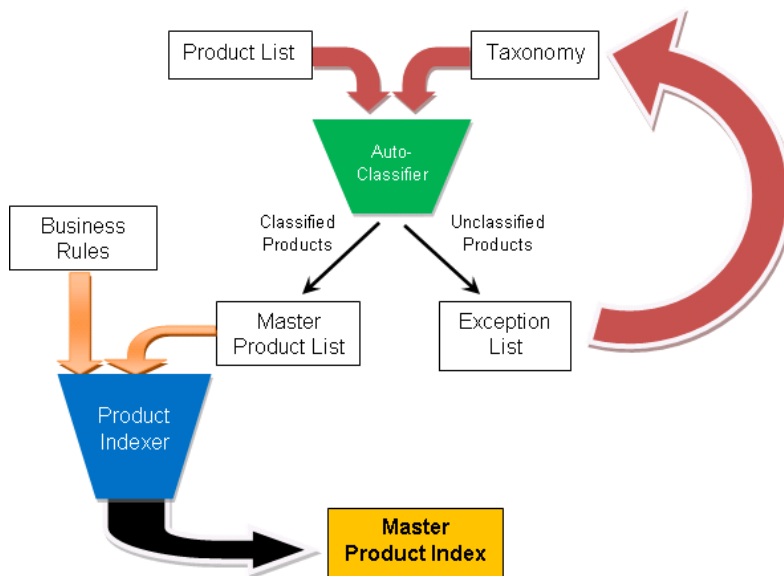 Product List
Taxonomy
Auto-
Classifier
Classified
Products
Unclassified
Products
Business
Rules
Master
Product List
Exception
List
Product
Indexer
Master
Product Index